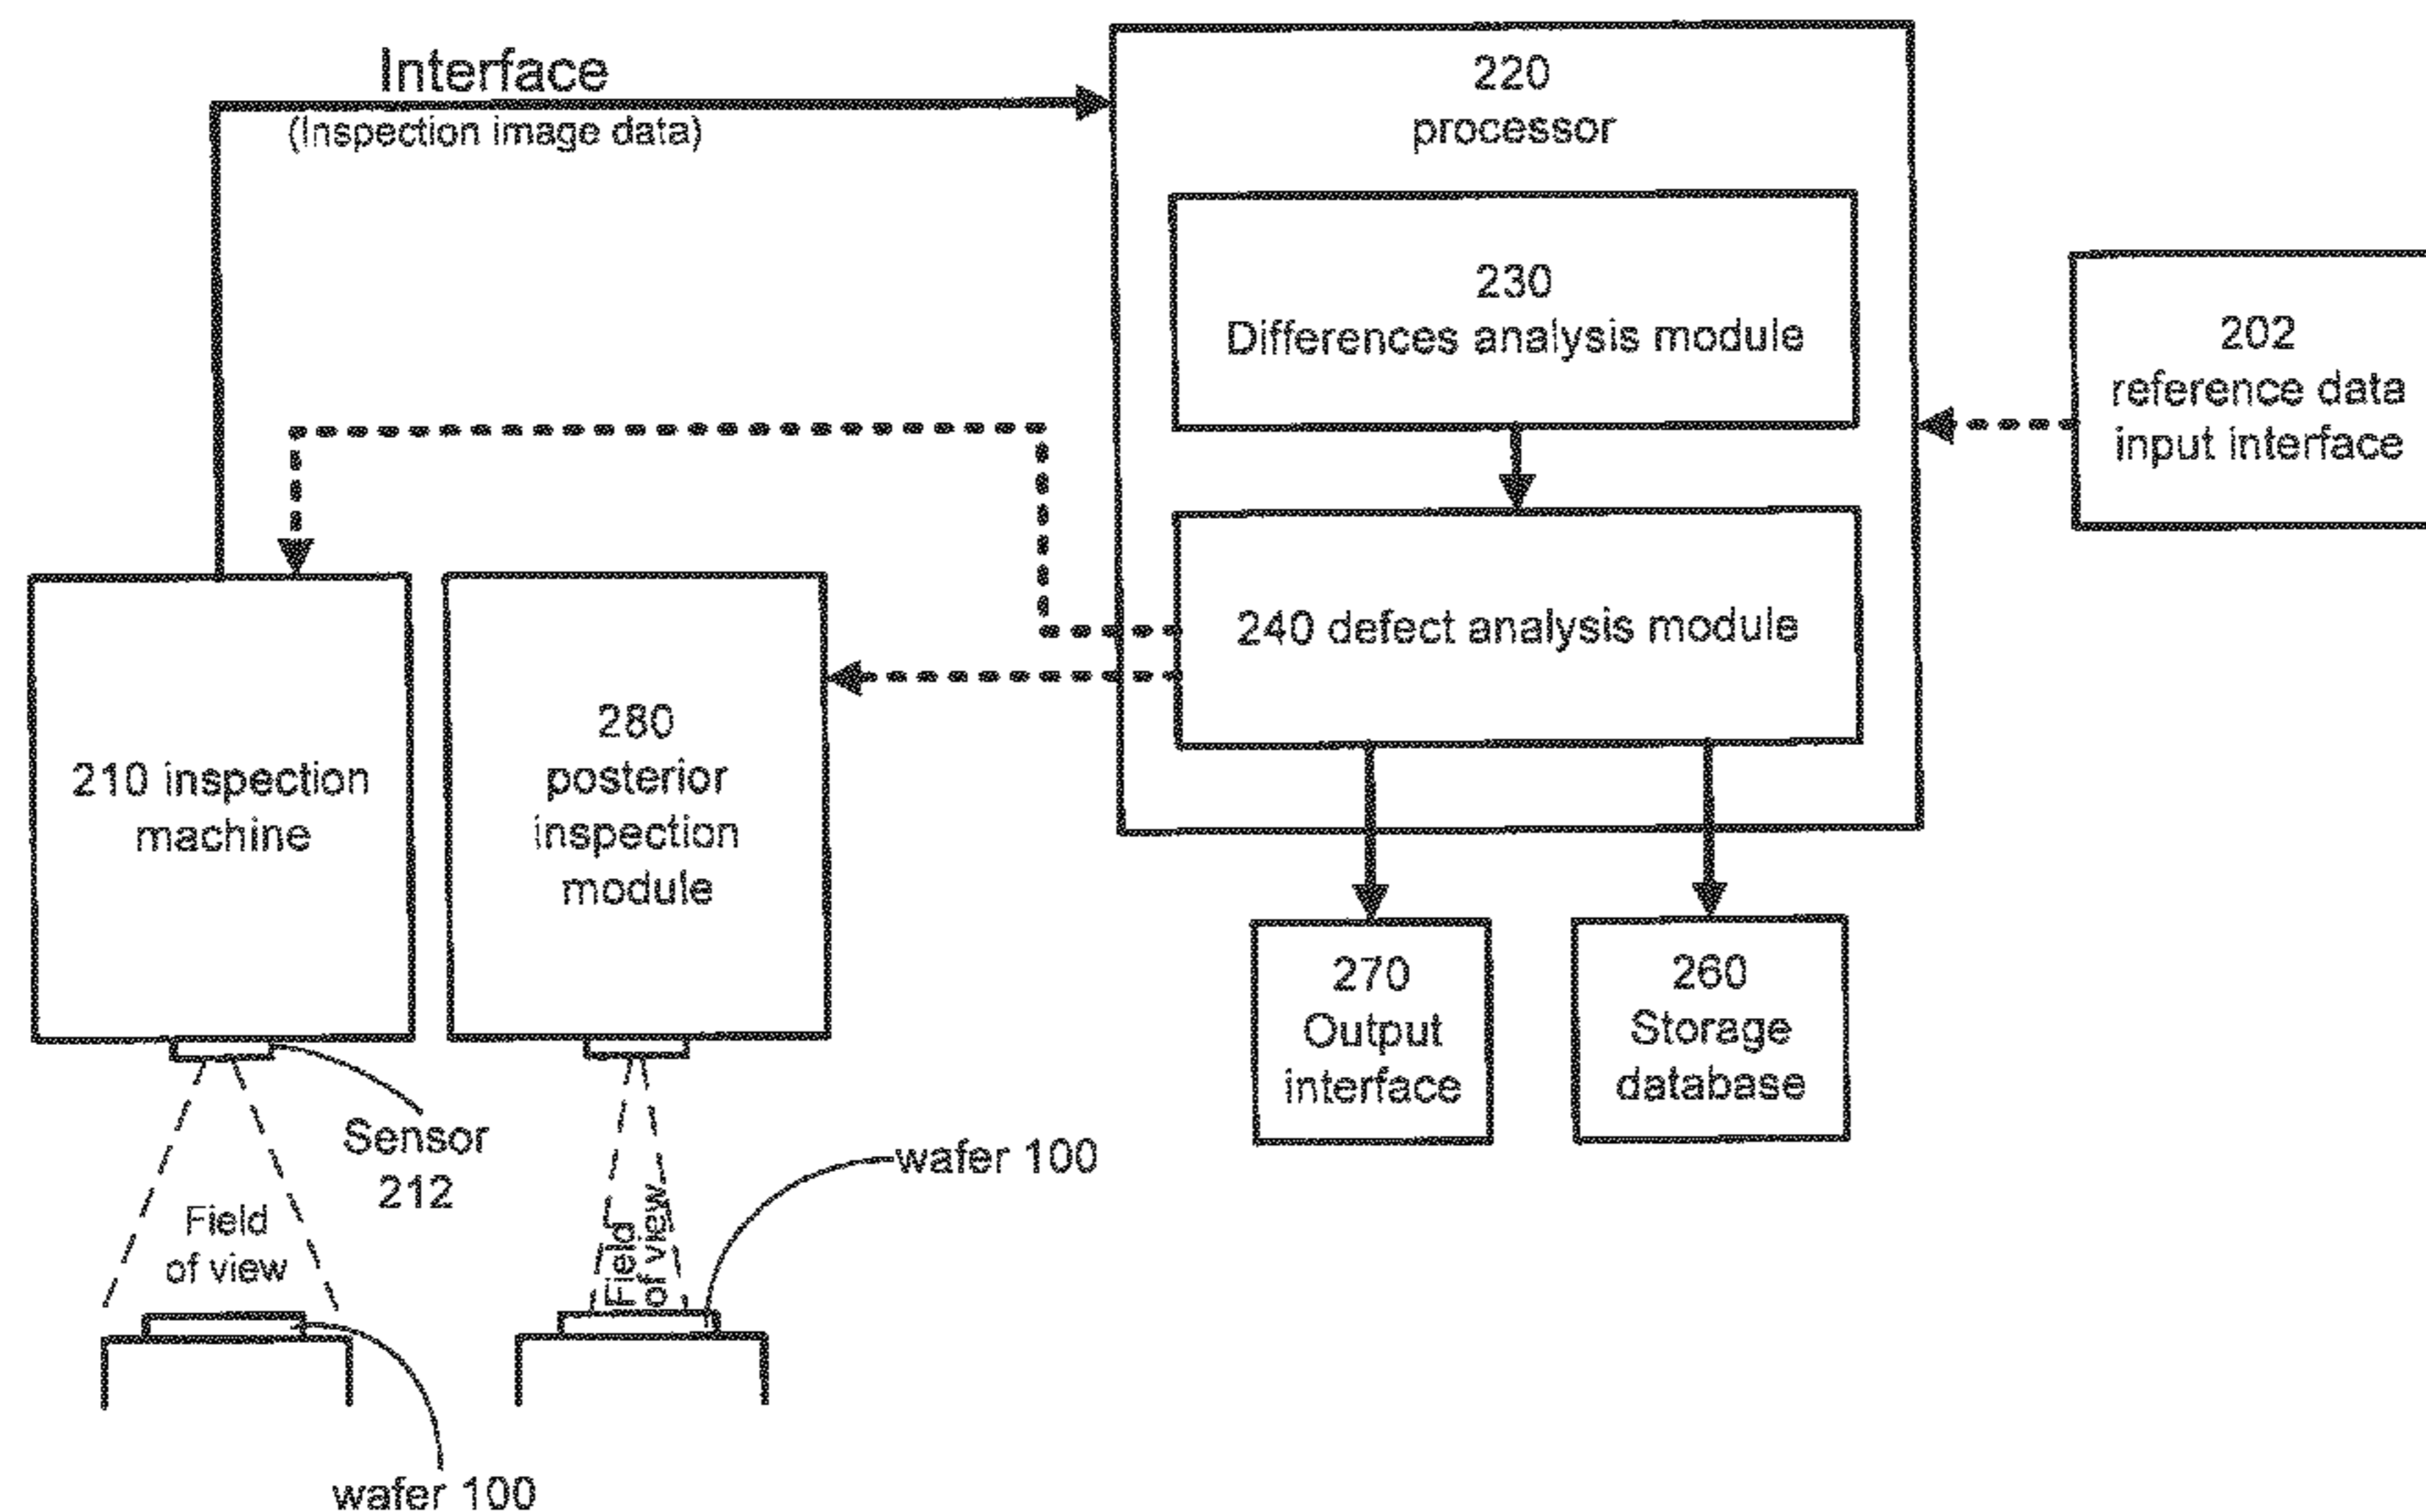 Interface
(Inspection image data)
220
processor
230
Differences analysis module
202
reference data
input interface
240 defect analysis module
210 inspection
machine
280
posterior
inspection
module
270
Output
interface
260
Storage
database
Sensor
212
Field
of view
Field
of view
wafer 100
wafer 100